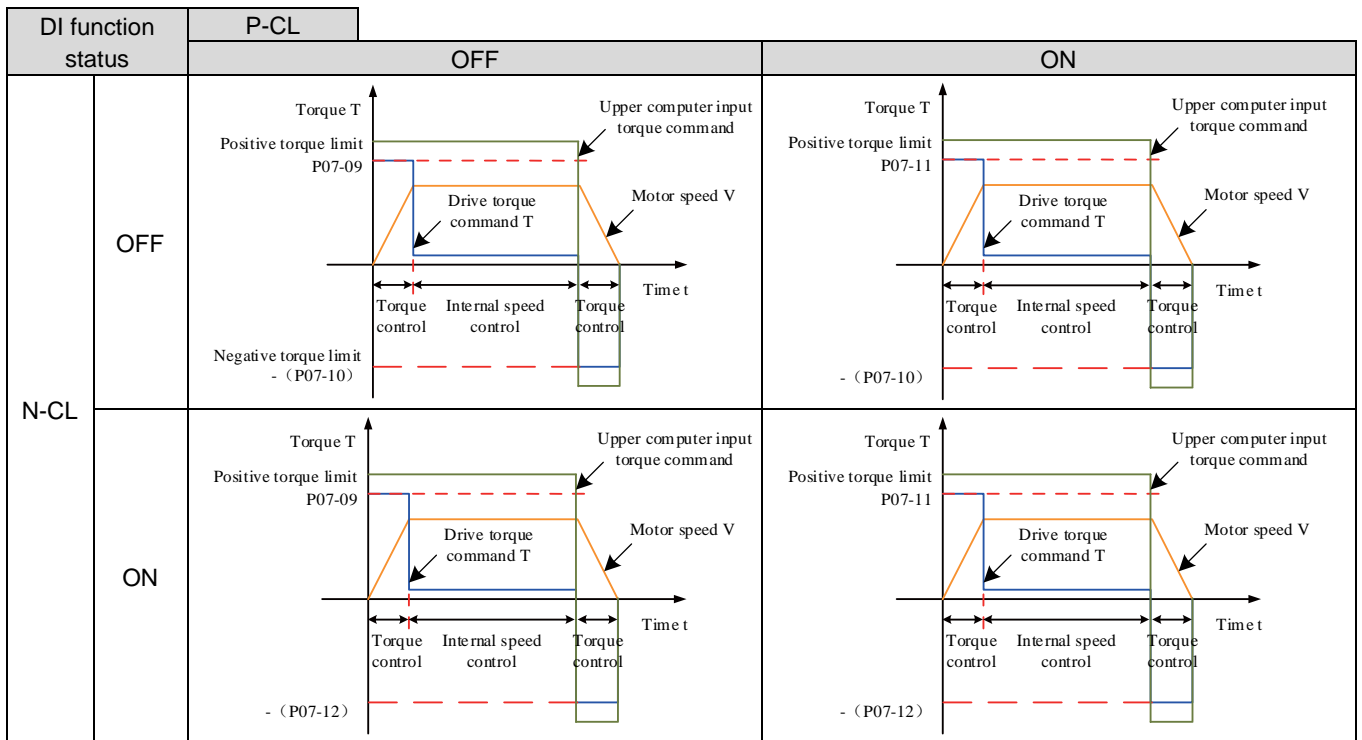 DI function
status
P-CL
OFF
ON
N-CL
OFF
Torque T
Positive torque limit
P07-09
Upper computer input
torque command
Drive torque
command T
Motor speed V
Time t
Torque
control
Internal speed
control
Torque
control
Negative torque limit
- （P07-10）
Torque T
Positive torque limit
P07-11
Upper computer input
torque command
Drive torque
command T
Motor speed V
Time t
Torque
control
Internal speed
control
Torque
control
- （P07-10）
ON
Torque T
Positive torque limit
P07-09
Upper computer input
torque command
Drive torque
command T
Motor speed V
Time t
Torque
control
Internal speed
control
Torque
control
- （P07-12）
Torque T
Positive torque limit
P07-11
Upper computer input
torque command
Drive torque
command T
Motor speed V
Time t
Torque
control
Internal speed
control
Torque
control
- （P07-12）